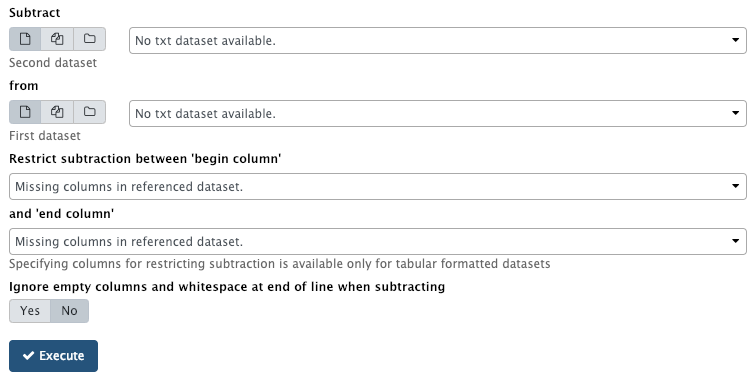 Subtract
No txt dataset available.
Second dataset
from
No txt dataset available.
First dataset
Restrict subtraction between 'begin column'
Missing columns in referenced dataset.
and 'end column'
Missing columns in referenced dataset.
Specifying columns for restricting subtraction is available only for tabular formatted datasets
Ignore empty columns and whitespace at end of line when subtracting
Yes No
Execute